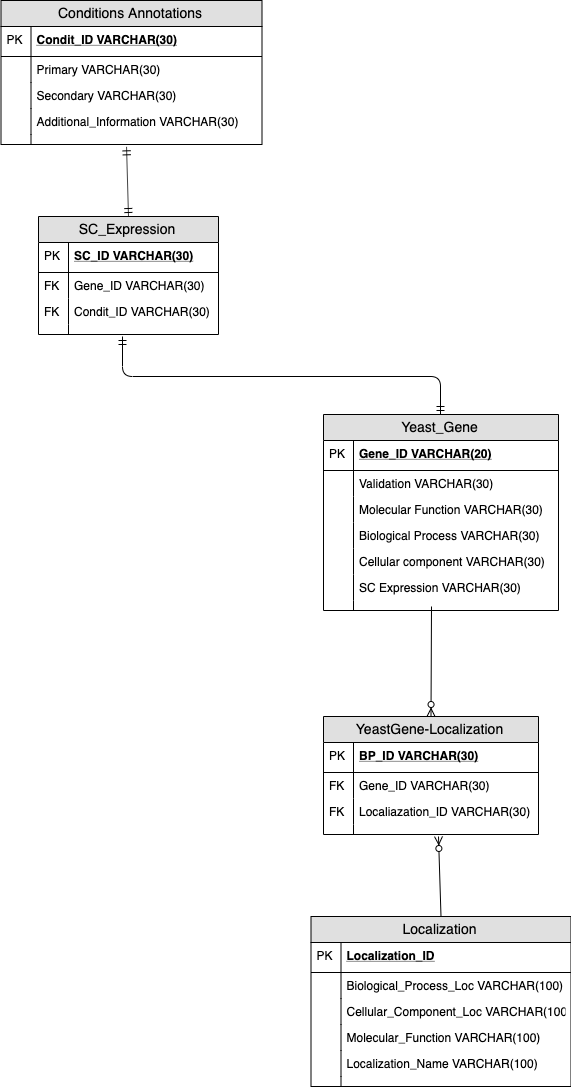 Conditions Annotations
PK Condit_ID VARCHAR(30)
Primary VARCHAR(30)
Secondary VARCHAR(30)
Additional_Information VARCHAR(30)
SC_Expression
PK SC_ID VARCHAR(30)
FK Gene_ID VARCHAR(30)
FK Condit_ID VARCHAR(30)
Yeast_Gene
PK Gene_ID VARCHAR(20)
Validation VARCHAR(30)
Molecular Function VARCHAR(30)
Biological Process VARCHAR(30)
Cellular component VARCHAR(30)
SC Expression VARCHAR(30)
YeastGene-Localization
PK BP_ID VARCHAR(30)
FK Gene_ID VARCHAR(30)
FK Localiazation_ID VARCHAR(30)
Localization
PK Localization_ID
Biological_Process_Loc VARCHAR(100)
Cellular_Component_Loc VARCHAR(100
Molecular_Function VARCHAR(100)
Localization_Name VARCHAR(100)